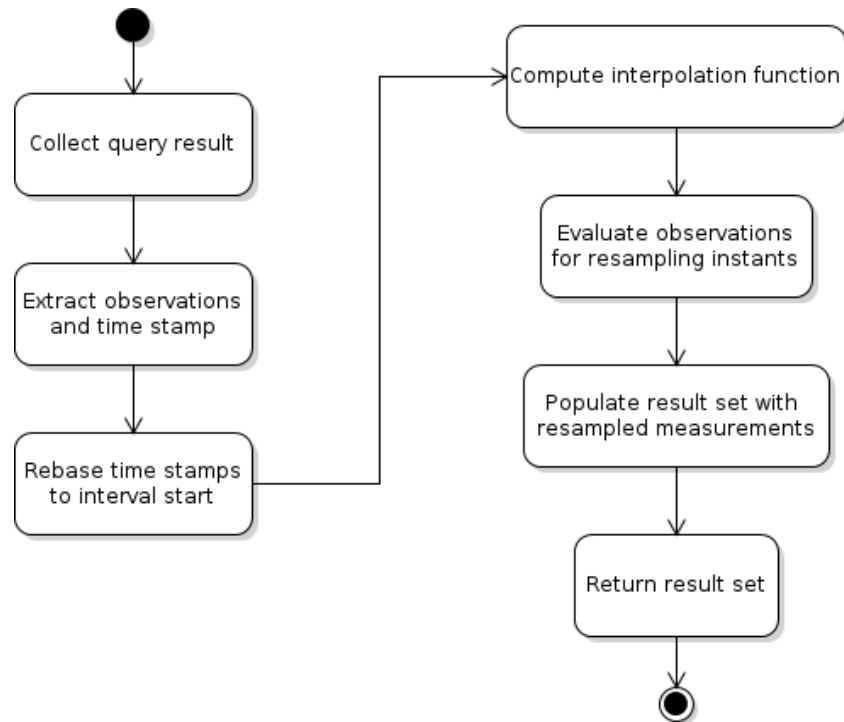 Collect query result
Extract observations
and time stamp
Rebase time stamps
to interval start
Compute interpolation function
Evaluate observations
for resampling instants
Populate result set with
resampled measurements
Return result set